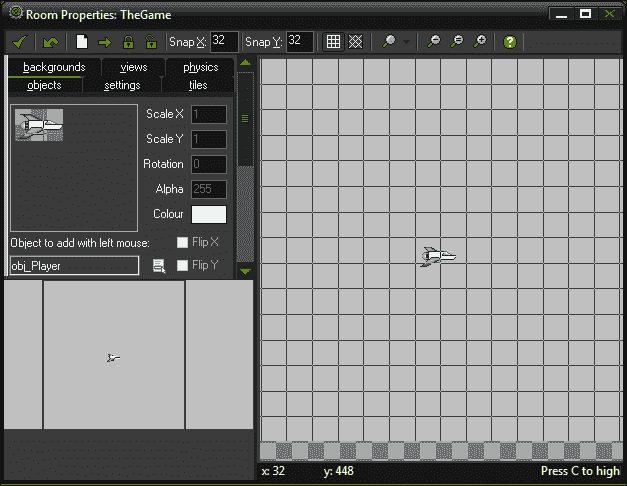 Room Properties: TheGame
Snap X: 32 Snap Y: 32
backgrounds views physics
objects settings tiles
Scale X 1
Scale Y 1
Rotation 0
Alpha 255
Colour
Object to add with left mouse: Flip X
obj_Player Flip Y
x: 32 y: 448 Press C to high